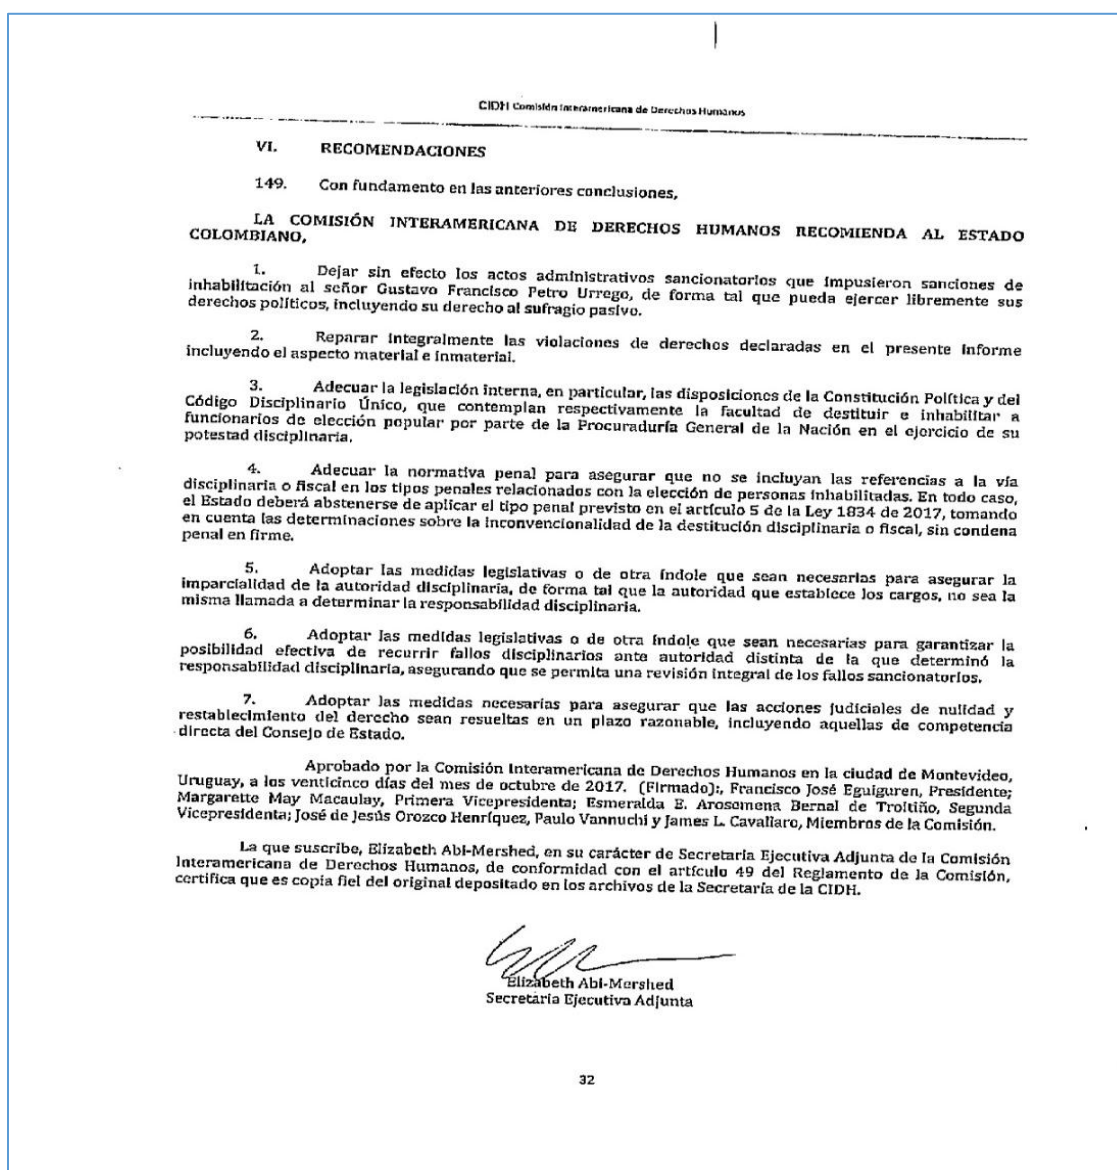 CIDH Comisión Interamericana de Derechos Humanos
VI. RECOMENDACIONES
149. Con fundamento en las anteriores conclusiones,
LA COMISIÓN INTERAMERICANA DE DERECHOS HUMANOS RECOMIENDA AL ESTADO
COLOMBIANO,
1. Dejar sin efecto los actos administrativos sancionatorios que impusieron sanciones de
inhabilitación al señor Gustavo Francisco Petro Urrego, de forma tal que pueda ejercer libremente sus
derechos políticos, incluyendo su derecho al sufragio pasivo.
2. Reparar integralmente las violaciones de derechos declaradas en el presente informe
incluyendo el aspecto material e inmaterial.
3. Adecuar la legislación interna, en particular, las disposiciones de la Constitución Política y del
Código Disciplinario Único, que contemplan respectivamente la facultad de destituir e inhabilitar a
funcionarios de elección popular por parte de la Procuraduría General de la Nación en el ejercicio de su
potestad disciplinaria.
4. Adecuar la normativa penal para asegurar que no se incluyan las referencias a la vía
disciplinaria o fiscal en los tipos penales relacionados con la elección de personas inhabilitadas. En todo caso,
el Estado deberá abstenerse de aplicar el tipo penal previsto en el artículo 5 de la Ley 1834 de 2017, tomando
en cuenta las determinaciones sobre la inconvencionalidad de la destitución disciplinaria o fiscal, sin condena
penal en firme.
5. Adoptar las medidas legislativas o de otra índole que sean necesarias para asegurar la
imparcialidad de la autoridad disciplinaria, de forma tal que la autoridad que establece los cargos, no sea la
misma llamada a determinar la responsabilidad disciplinaria.
6. Adoptar las medidas legislativas o de otra índole que sean necesarias para garantizar la
posibilidad efectiva de recurrir fallos disciplinarios ante autoridad distinta de la que determinó la
responsabilidad disciplinaria, asegurando que se permita una revisión integral de los fallos sancionatorios.
7. Adoptar las medidas necesarias para asegurar que las acciones judiciales de nulidad y
restablecimiento del derecho sean resueltas en un plazo razonable, incluyendo aquellas de competencia
directa del Consejo de Estado.
Aprobado por la Comisión Interamericana de Derechos Humanos en la ciudad de Montevideo,
Uruguay, a los venticinco días del mes de octubre de 2017. (Firmado):, Francisco José Eguiguren, Presidente;
Margarette May Macaulay, Primera Vicepresidenta; Esmeralda E. Arosemena Bernal de Troitiño, Segunda
Vicepresidenta; José de Jesús Orozco Henríquez, Paulo Vannuchi y James L. Cavallaro, Miembros de la Comisión.
La que suscribe, Elizabeth Abi-Mershed, en su carácter de Secretaria Ejecutiva Adjunta de la Comisión
Interamericana de Derechos Humanos, de conformidad con el artículo 49 del Reglamento de la Comisión,
certifica que es copia fiel del original depositado en los archivos de la Secretaría de la CIDH.
Elizabeth Abi-Mershed
Secretaria Ejecutiva Adjunta
32